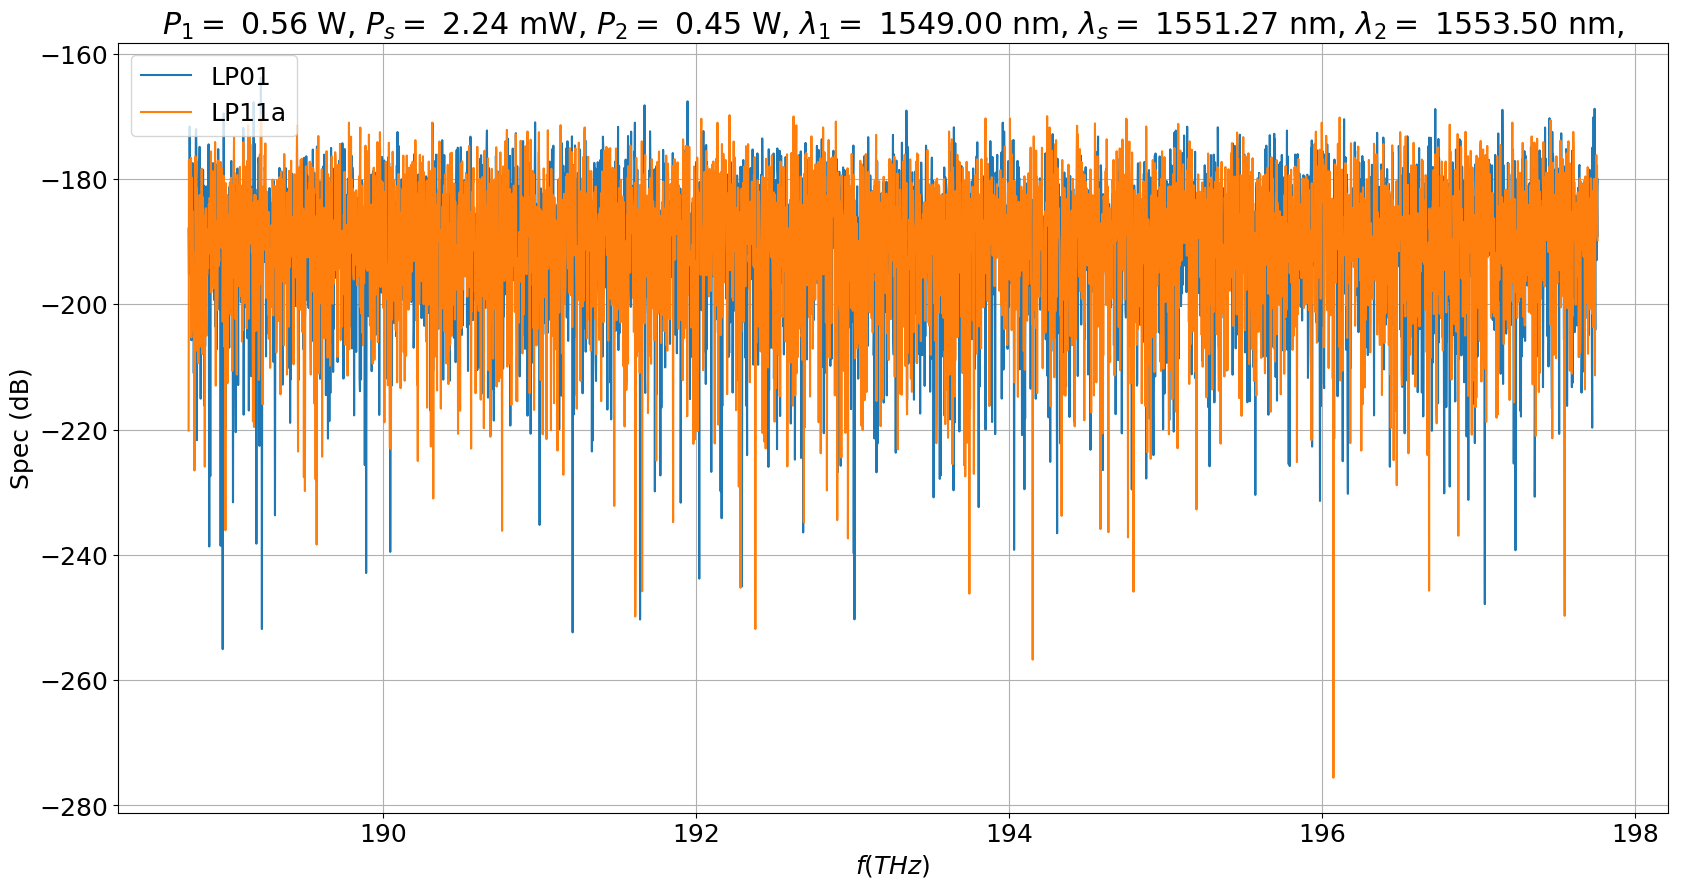 P₁ = 0.56 W, Pₛ = 2.24 mW, P₂ = 0.45 W, λ₁ = 1549.00 nm, λₛ = 1551.27 nm, λ₂ = 1553.50 nm,
LP01
LP11a
Spec (dB)
−160
−180
−200
−220
−240
−260
−280
190 192 194 196 198
f(THz)